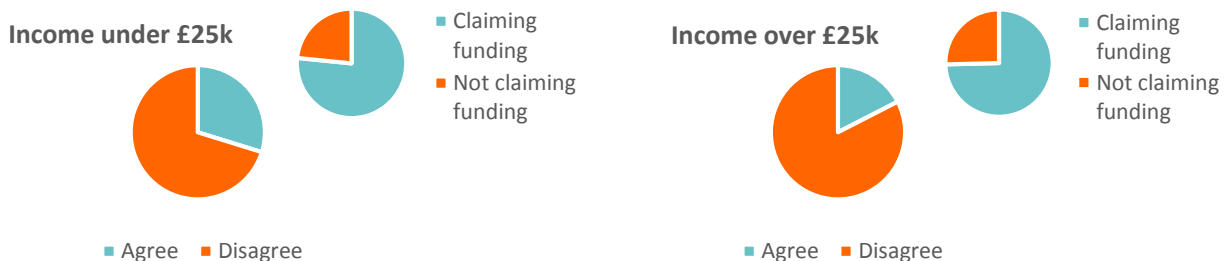 Income under £25k
Claiming
funding
Not claiming
funding
Agree Disagree
Income over £25k
Claiming
funding
Not claiming
funding
Agree Disagree